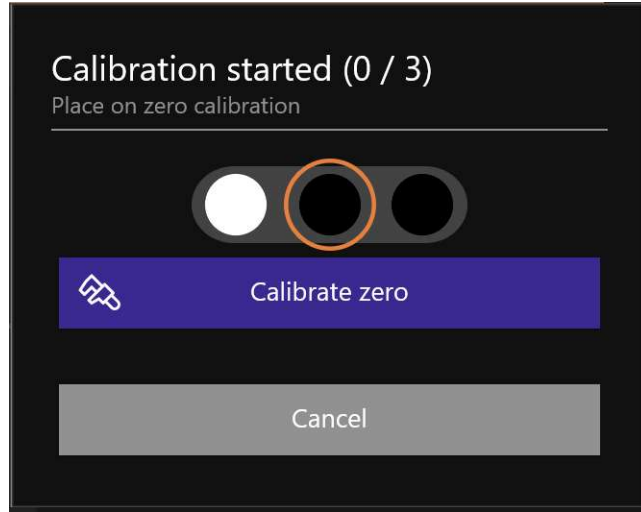 Calibration started (0 / 3)
Place on zero calibration
Calibrate zero
Cancel